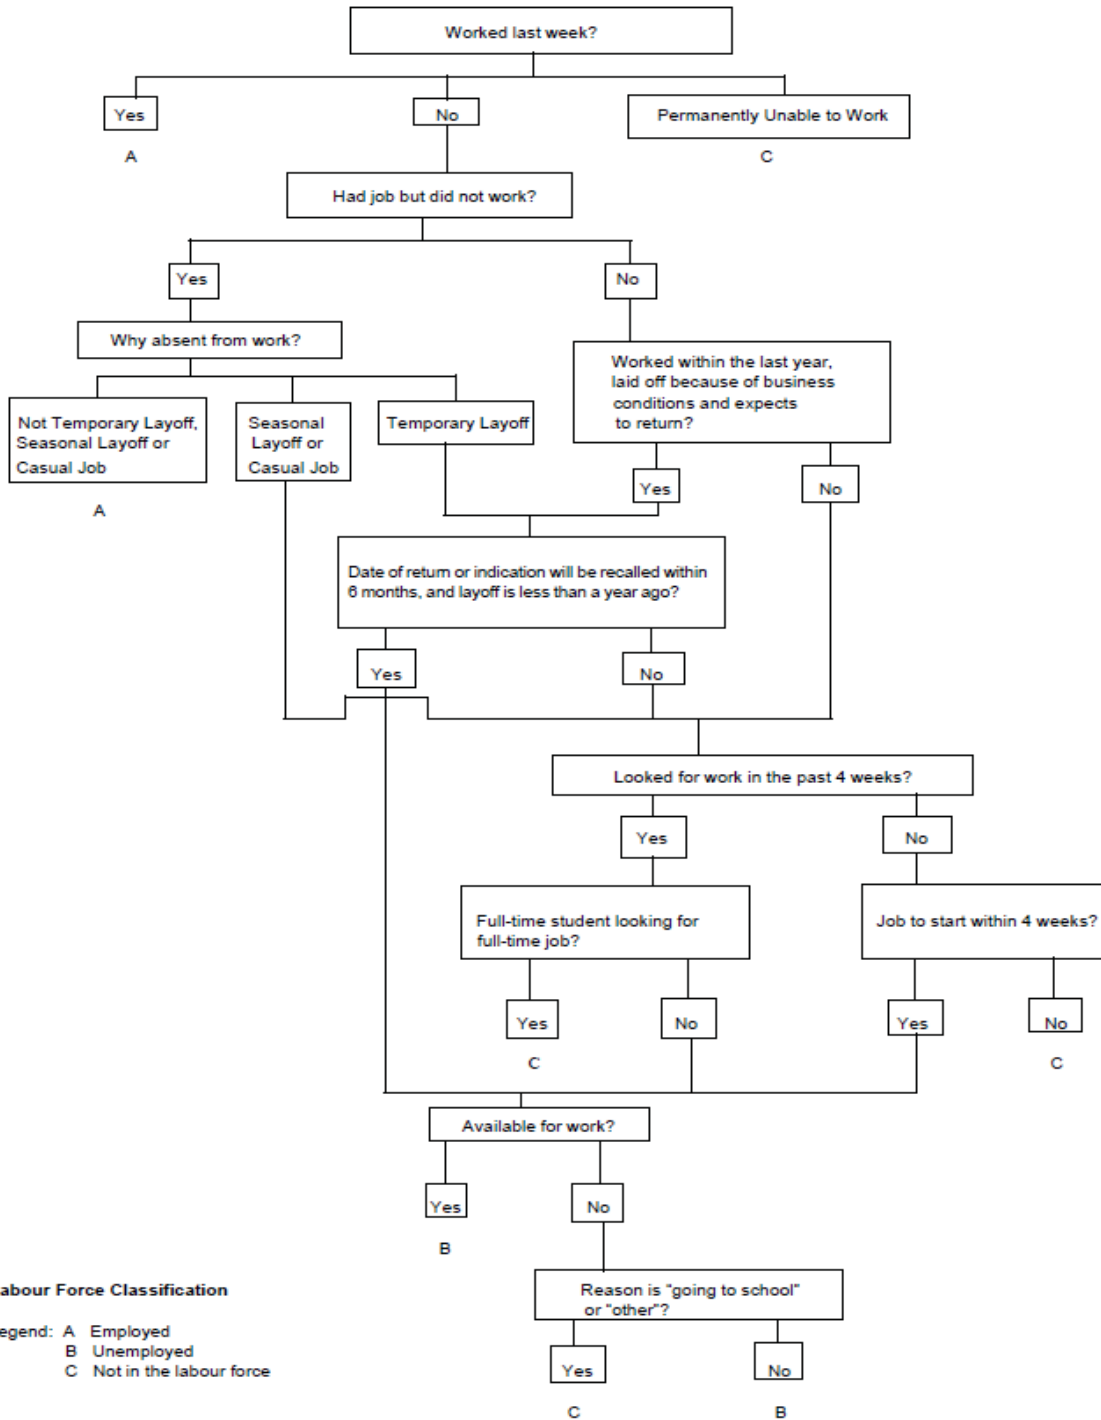 Worked last week?
Yes
No
Permanently Unable to Work
A
C
Had job but did not work?
Yes
No
Why absent from work?
Worked within the last year,
laid off because of business
conditions and expects
to return?
Not Temporary Layoff,
Seasonal Layoff or
Casual Job
Seasonal
Layoff or
Casual Job
Temporary Layoff
Yes
No
A
Date of return or indication will be recalled within
6 months, and layoff is less than a year ago?
Yes
No
Looked for work in the past 4 weeks?
Yes
No
Full-time student looking for
full-time job?
Job to start within 4 weeks?
Yes
No
Yes
No
C
C
Available for work?
Yes
No
B
Reason is "going to school"
or "other"?
Yes
No
C
B
abour Force Classification
egend: A Employed
B Unemployed
C Not in the labour force